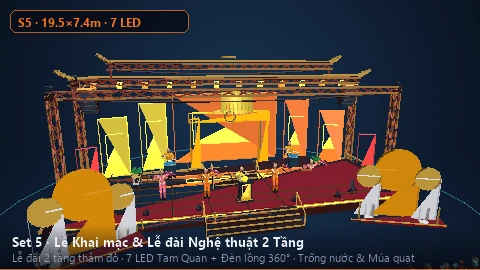 S5 · 19.5×7.4m · 7 LED
Set 5 · Lễ Khai mạc & Lễ đài Nghệ thuật 2 Tầng
Lễ đài 2 tầng thảm đỏ · 7 LED Tam Quan + Đèn lồng 360° · Trống nước & Múa quạt